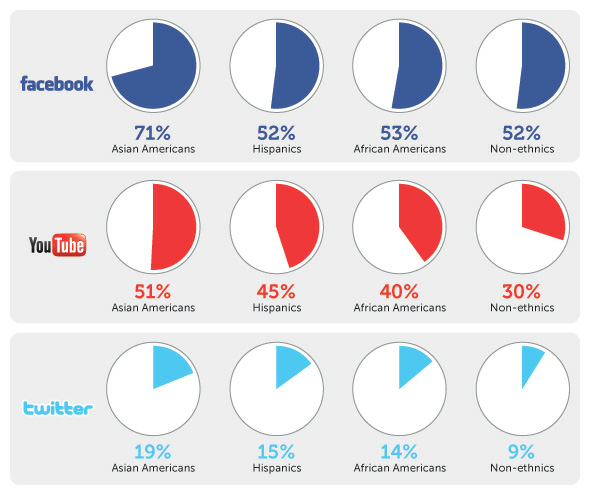 facebook
71% 52% 53% 52%
Asian Americans Hispanics African Americans Non-ethnics
YouTube
51% 45% 40% 30%
Asian Americans Hispanics African Americans Non-ethnics
twitter
19% 15% 14% 9%
Asian Americans Hispanics African Americans Non-ethnics